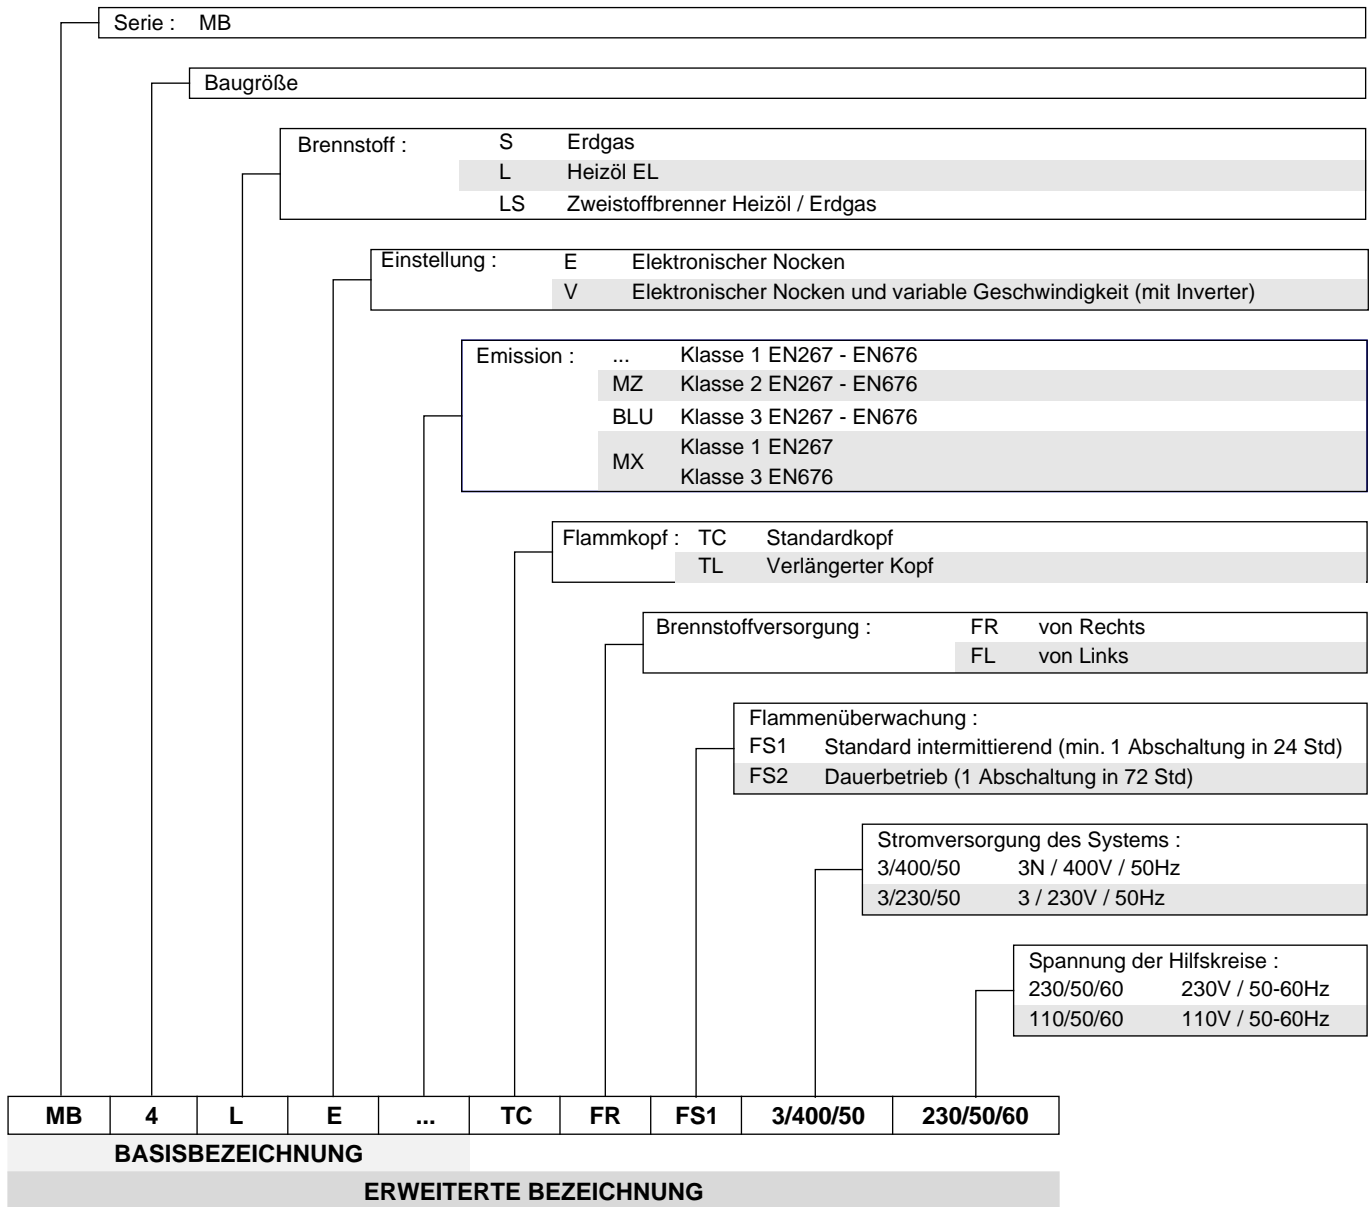 Serie : MB
Baugröße
Brennstoff : S Erdgas
L Heizöl EL
LS Zweistoffbrenner Heizöl / Erdgas
Einstellung : E Elektronischer Nocken
V Elektronischer Nocken und variable Geschwindigkeit (mit Inverter)
Emission : ... Klasse 1 EN267 - EN676
MZ Klasse 2 EN267 - EN676
BLU Klasse 3 EN267 - EN676
MX Klasse 1 EN267
Klasse 3 EN676
Flammkopf : TC Standardkopf
TL Verlängerter Kopf
Brennstoffversorgung : FR von Rechts
FL von Links
Flammenüberwachung :
FS1 Standard intermittierend (min. 1 Abschaltung in 24 Std)
FS2 Dauerbetrieb (1 Abschaltung in 72 Std)
Stromversorgung des Systems :
3/400/50 3N / 400V / 50Hz
3/230/50 3 / 230V / 50Hz
Spannung der Hilfskreise :
230/50/60 230V / 50-60Hz
110/50/60 110V / 50-60Hz
MB 4 L E ... TC FR FS1 3/400/50 230/50/60
BASISBEZEICHNUNG
ERWEITERTE BEZEICHNUNG